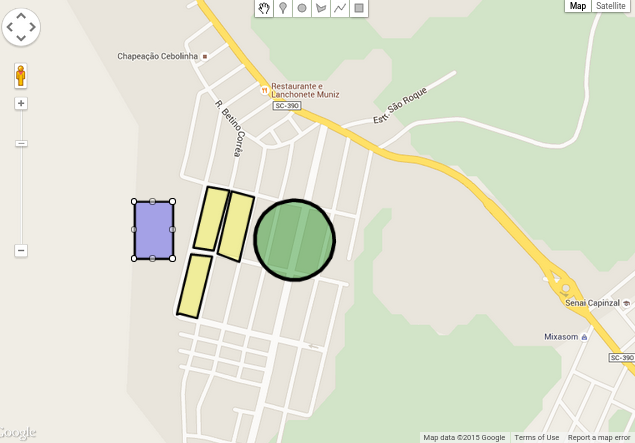 Map
Satellite
Chapeação Cebolinha
Restaurante e
Lanchonete Muniz
SC-390
Estr. São Roque
R. Betino Corrêa
Senai Capinzal
Mixasom
SC-390
Google
Map data ©2015 Google
Terms of Use
Report a map error